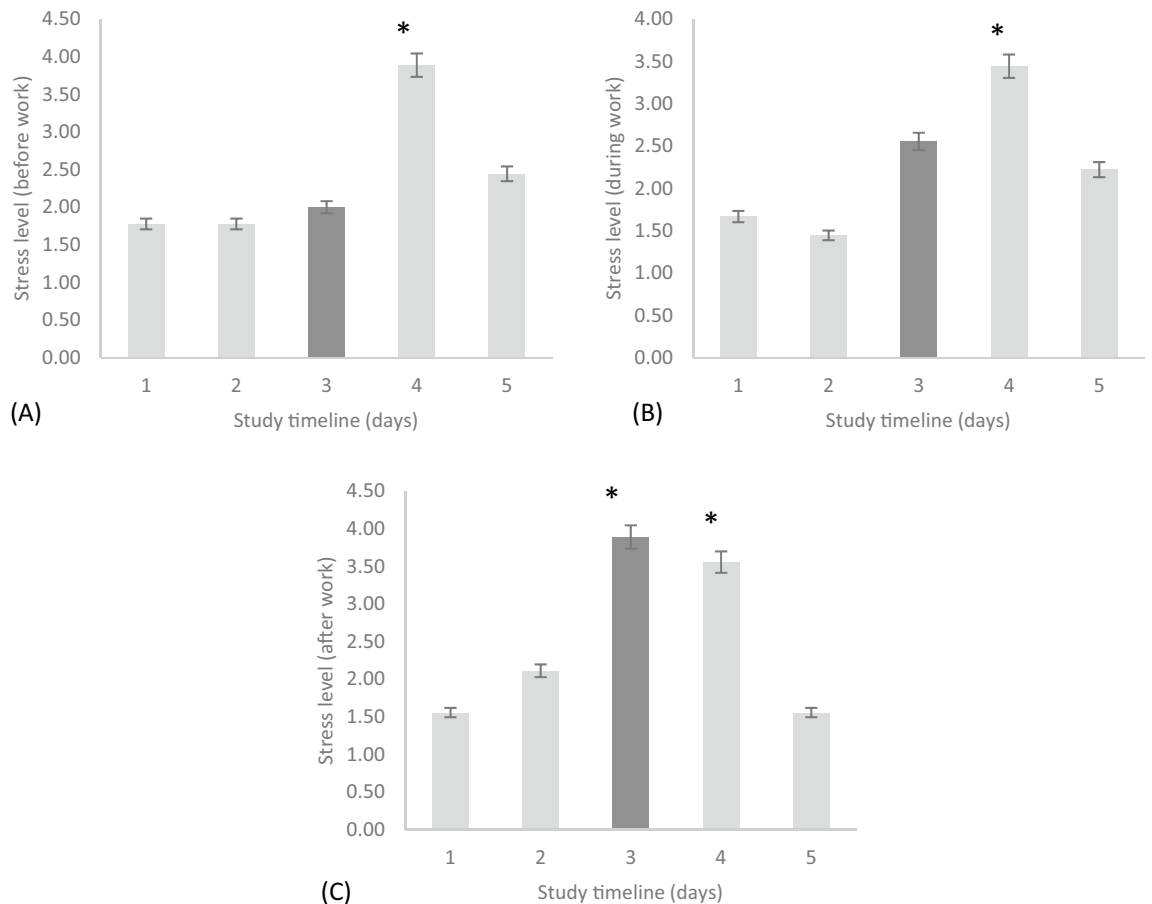 4.50
4.00
3.50
3.00
2.50
2.00
1.50
1.00
0.50
0.00
Stress level (before work)
*
1 2 3 4 5
Study timeline (days)
(A)
4.00
3.50
3.00
2.50
2.00
1.50
1.00
0.50
0.00
Stress level (during work)
*
1 2 3 4 5
Study timeline (days)
(B)
4.50
4.00
3.50
3.00
2.50
2.00
1.50
1.00
0.50
0.00
Stress level (after work)
*
*
1 2 3 4 5
Study timeline (days)
(C)